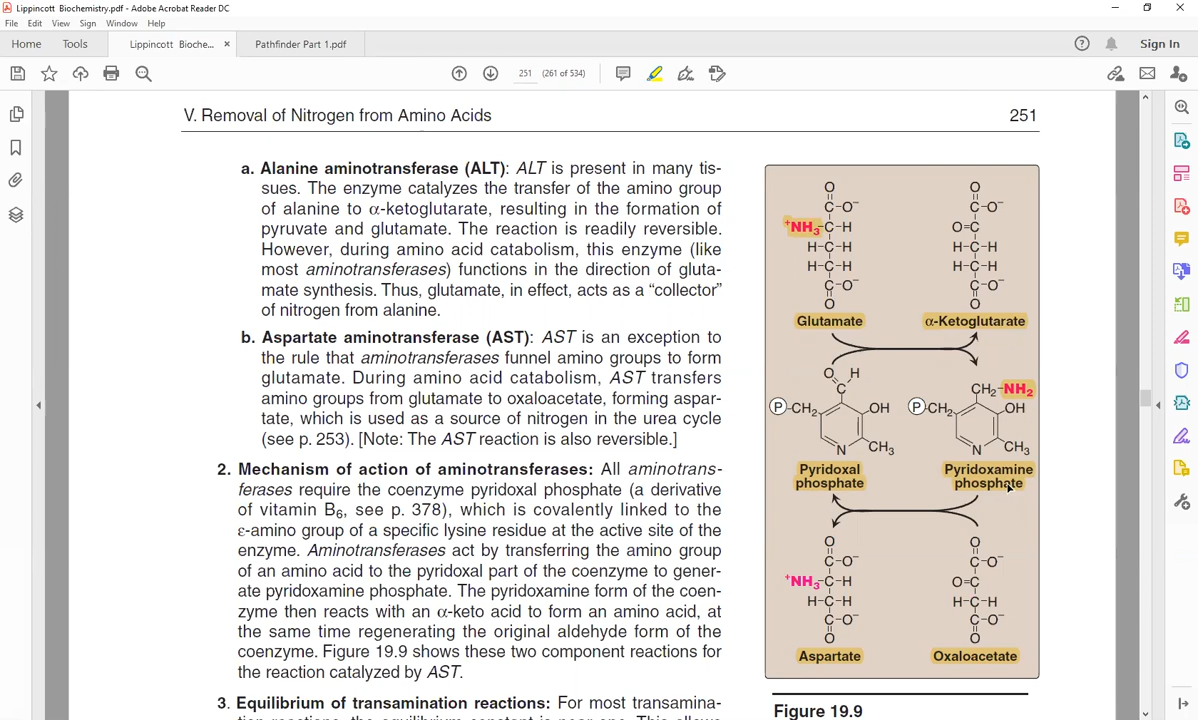 Lippincott Biochemistry.pdf - Adobe Acrobat Reader DC
File Edit View Sign Window Help
Home Tools Lippincott Bioche... × Pathfinder Part 1.pdf Sign In
251 (261 of 534)
V. Removal of Nitrogen from Amino Acids 251
a. Alanine aminotransferase (ALT): ALT is present in many tis-
sues. The enzyme catalyzes the transfer of the amino group
of alanine to α-ketoglutarate, resulting in the formation of
pyruvate and glutamate. The reaction is readily reversible.
However, during amino acid catabolism, this enzyme (like
most aminotransferases) functions in the direction of gluta-
mate synthesis. Thus, glutamate, in effect, acts as a “collector”
of nitrogen from alanine.
b. Aspartate aminotransferase (AST): AST is an exception to
the rule that aminotransferases funnel amino groups to form
glutamate. During amino acid catabolism, AST transfers
amino groups from glutamate to oxaloacetate, forming aspar-
tate, which is used as a source of nitrogen in the urea cycle
(see p. 253). [Note: The AST reaction is also reversible.]
2. Mechanism of action of aminotransferases: All aminotrans-
ferases require the coenzyme pyridoxal phosphate (a derivative
of vitamin B6, see p. 378), which is covalently linked to the
ε-amino group of a specific lysine residue at the active site of the
enzyme. Aminotransferases act by transferring the amino group
of an amino acid to the pyridoxal part of the coenzyme to gener-
ate pyridoxamine phosphate. The pyridoxamine form of the coen-
zyme then reacts with an α-keto acid to form an amino acid, at
the same time regenerating the original aldehyde form of the
coenzyme. Figure 19.9 shows these two component reactions for
the reaction catalyzed by AST.
3. Equilibrium of transamination reactions: For most transamina-
O O
C-O⁻ C-O⁻
⁺NH3-C-H O=C
H-C-H H-C-H
H-C-H H-C-H
C-O⁻ C-O⁻
O O
Glutamate α-Ketoglutarate
O H
C CH2-NH2
P-CH2 OH P-CH2 OH
N CH3 N CH3
Pyridoxal Pyridoxamine
phosphate phosphate
O O
C-O⁻ C-O⁻
⁺NH3-C-H O=C
H-C-H H-C-H
C-O⁻ C-O⁻
O O
Aspartate Oxaloacetate
Figure 19.9